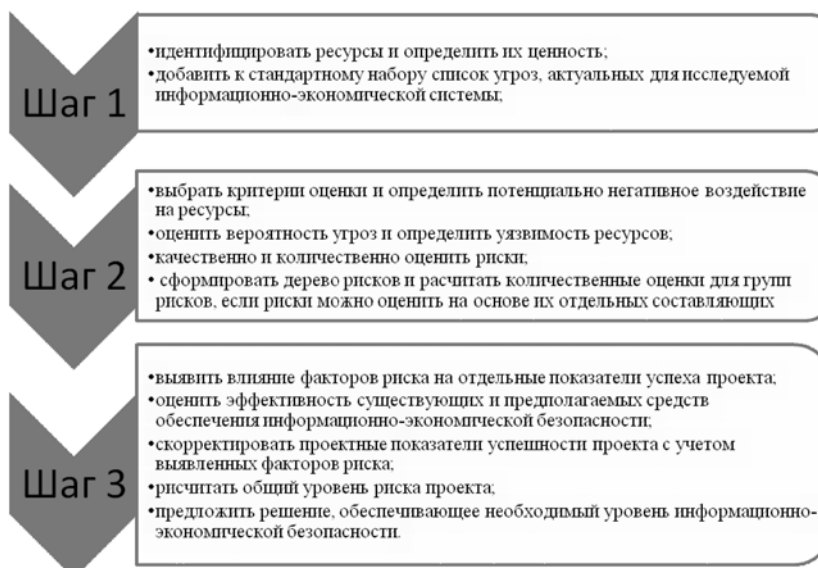 Шаг 1
•идентифицировать ресурсы и определить их ценность;
•добавить к стандартному набору список угроз, актуальных для исследуемой
информационно-экономической системы;
Шаг 2
•выбрать критерии оценки и определить потенциально негативное воздействие
на ресурсы;
•оценить вероятность угроз и определить уязвимость ресурсов;
•качественно и количественно оценить риски;
• сформировать дерево рисков и расчитать количественные оценки для групп
рисков, если риски можно оценить на основе их отдельных составляющих
Шаг 3
•выявить влияние факторов риска на отдельные показатели успеха проекта;
•оценить эффективность существующих и предполагаемых средств
обеспечения информационно-экономической безопасности;
•скорректировать проектные показатели успешности проекта с учетом
выявленных факторов риска;
•рисчитать общий уровень риска проекта;
•предложить решение, обеспечивающее необходимый уровень информационно-
экономической безопасности.